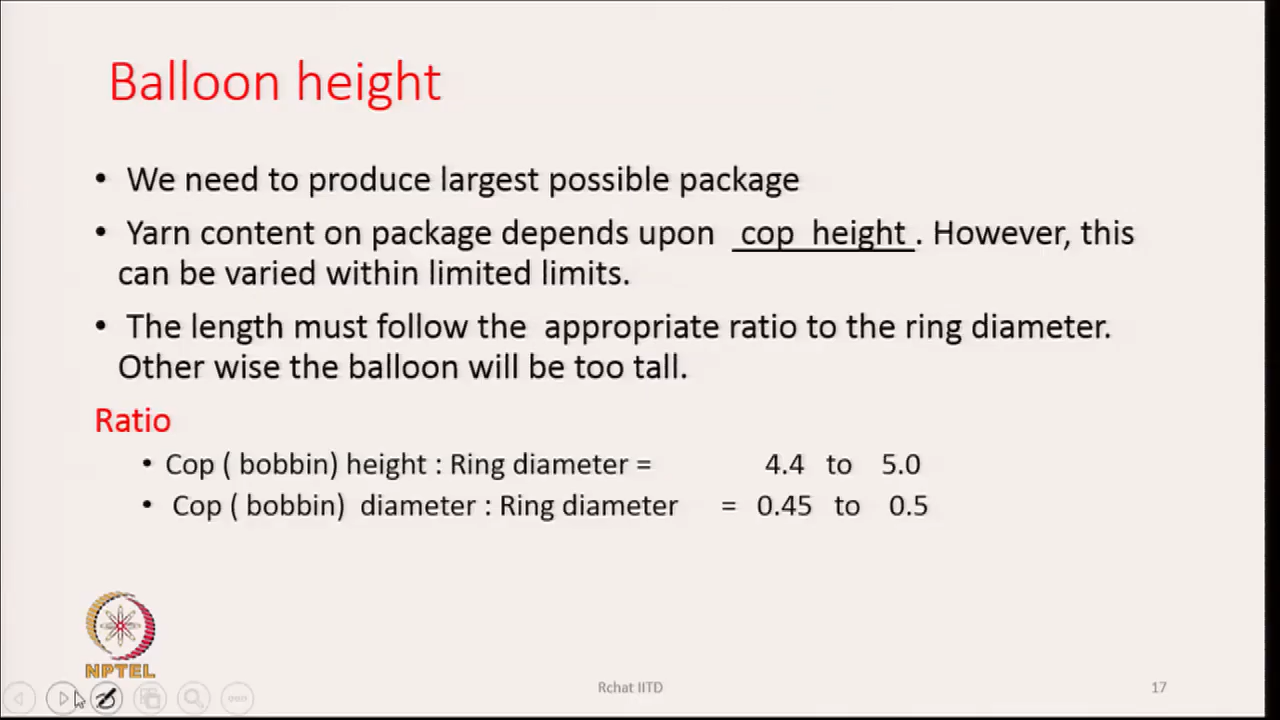 Balloon height
• We need to produce largest possible package
• Yarn content on package depends upon cop height . However, this
can be varied within limited limits.
• The length must follow the appropriate ratio to the ring diameter.
Other wise the balloon will be too tall.
Ratio
• Cop ( bobbin) height : Ring diameter = 4.4 to 5.0
• Cop ( bobbin) diameter : Ring diameter = 0.45 to 0.5
NPTEL
Rchat IITD
17